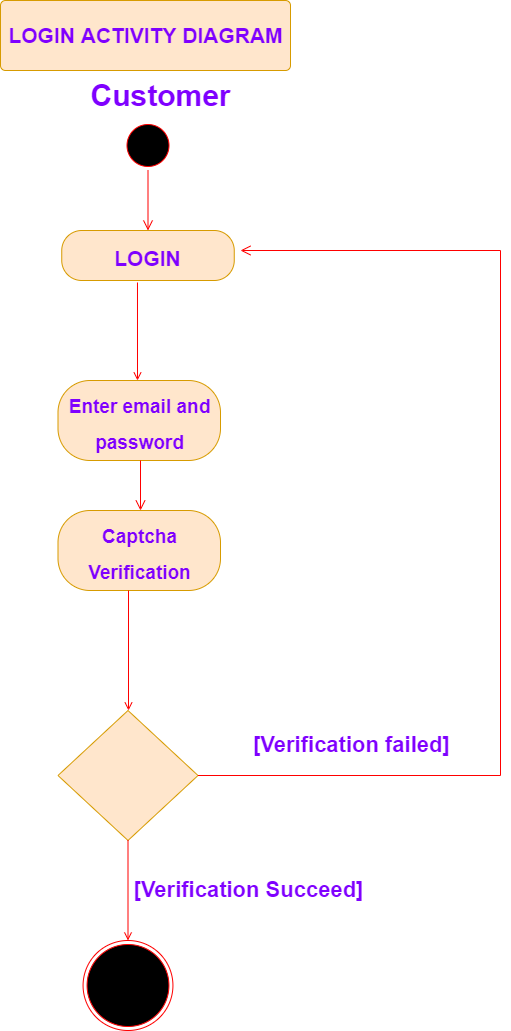 LOGIN ACTIVITY DIAGRAM
Customer
LOGIN
Enter email and
password
Captcha
Verification
[Verification failed]
[Verification Succeed]